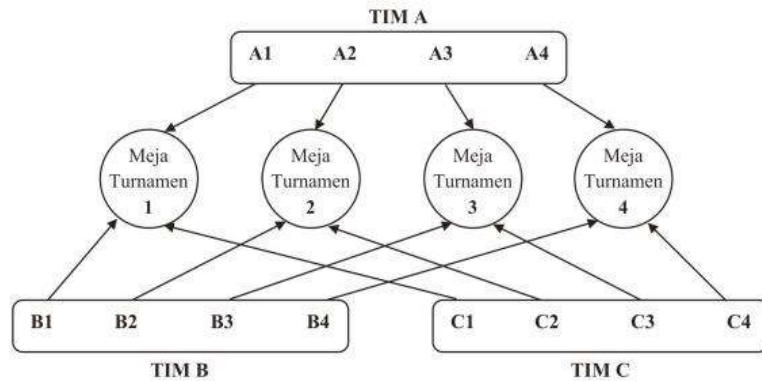 TIM A
A1 A2 A3 A4
Meja
Turnamen
1
Meja
Turnamen
2
Meja
Turnamen
3
Meja
Turnamen
4
B1 B2 B3 B4
TIM B
C1 C2 C3 C4
TIM C